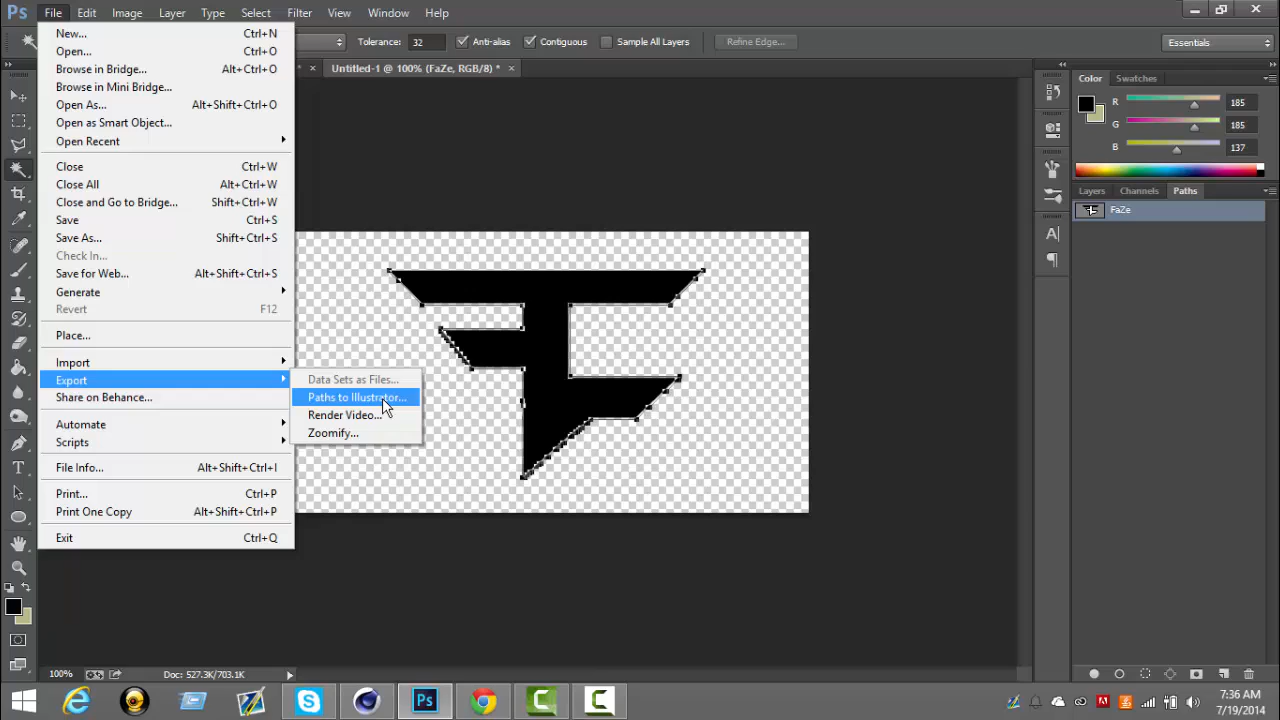 Ps File Edit Image Layer Type Select Filter View Window Help
Tolerance: 32 Anti-alias Contiguous Sample All Layers Refine Edge... Essentials
* × Untitled-1 @ 100% (FaZe, RGB/8) * ×
New... Ctrl+N
Open... Ctrl+O
Browse in Bridge... Alt+Ctrl+O
Browse in Mini Bridge...
Open As... Alt+Shift+Ctrl+O
Open as Smart Object...
Open Recent
Close Ctrl+W
Close All Alt+Ctrl+W
Close and Go to Bridge... Shift+Ctrl+W
Save Ctrl+S
Save As... Shift+Ctrl+S
Check In...
Save for Web... Alt+Shift+Ctrl+S
Generate
Revert F12
Place...
Import
Export
Share on Behance...
Automate
Scripts
File Info... Alt+Shift+Ctrl+I
Print... Ctrl+P
Print One Copy Alt+Shift+Ctrl+P
Exit Ctrl+Q
Data Sets as Files...
Paths to Illustrator...
Render Video...
Zoomify...
Color Swatches
R 185
G 185
B 137
Layers Channels Paths
FaZe
100% Doc: 527.3K/703.1K
Ps
7:36 AM
7/19/2014